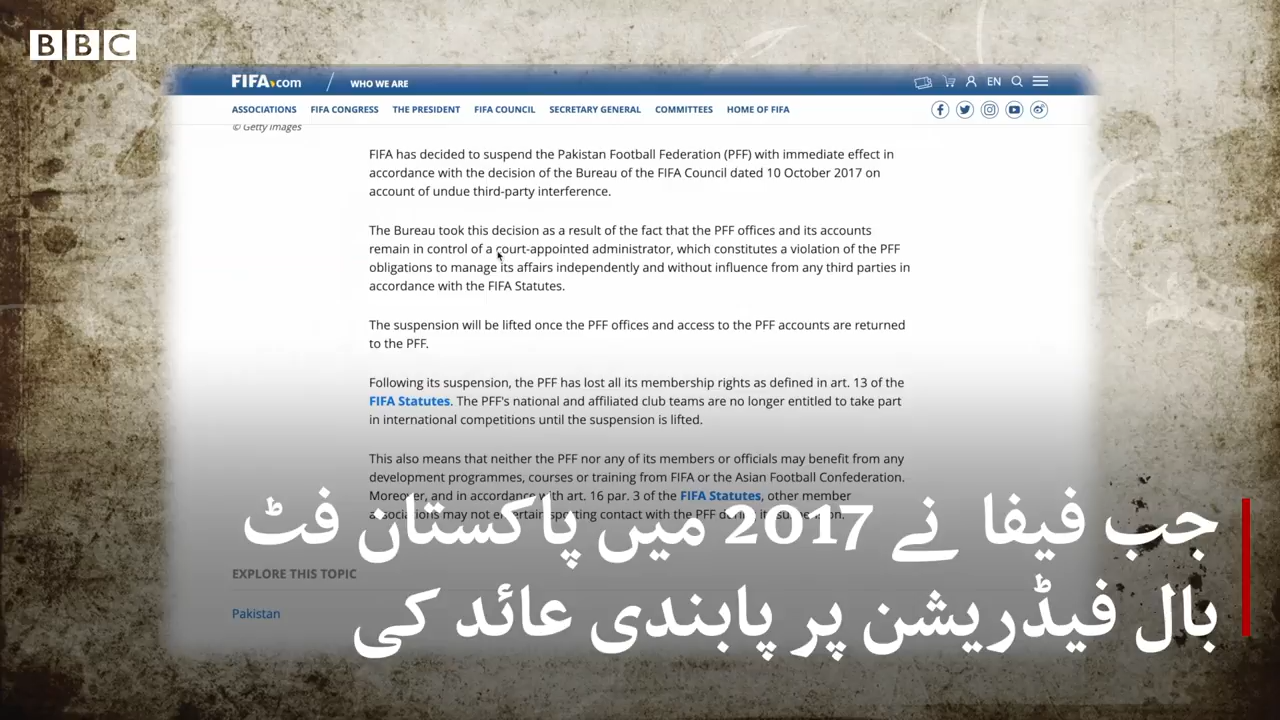 BBC
FIFA.com / WHO WE ARE EN
ASSOCIATIONS FIFA CONGRESS THE PRESIDENT FIFA COUNCIL SECRETARY GENERAL COMMITTEES HOME OF FIFA
© Getty Images
FIFA has decided to suspend the Pakistan Football Federation (PFF) with immediate effect in
accordance with the decision of the Bureau of the FIFA Council dated 10 October 2017 on
account of undue third-party interference.
The Bureau took this decision as a result of the fact that the PFF offices and its accounts
remain in control of a court-appointed administrator, which constitutes a violation of the PFF
obligations to manage its affairs independently and without influence from any third parties in
accordance with the FIFA Statutes.
The suspension will be lifted once the PFF offices and access to the PFF accounts are returned
to the PFF.
Following its suspension, the PFF has lost all its membership rights as defined in art. 13 of the
FIFA Statutes. The PFF's national and affiliated club teams are no longer entitled to take part
in international competitions until the suspension is lifted.
This also means that neither the PFF nor any of its members or officials may benefit from any
development programmes, courses or training from FIFA or the Asian Football Confederation.
Moreover, and in accordance with art. 16 par. 3 of the FIFA Statutes, other member
associations may not entertain sporting contact with the PFF during its suspension.
جب فیفا نے 2017 میں پاکستان فٹ
بال فیڈریشن پر پابندی عائد کی
EXPLORE THIS TOPIC
Pakistan